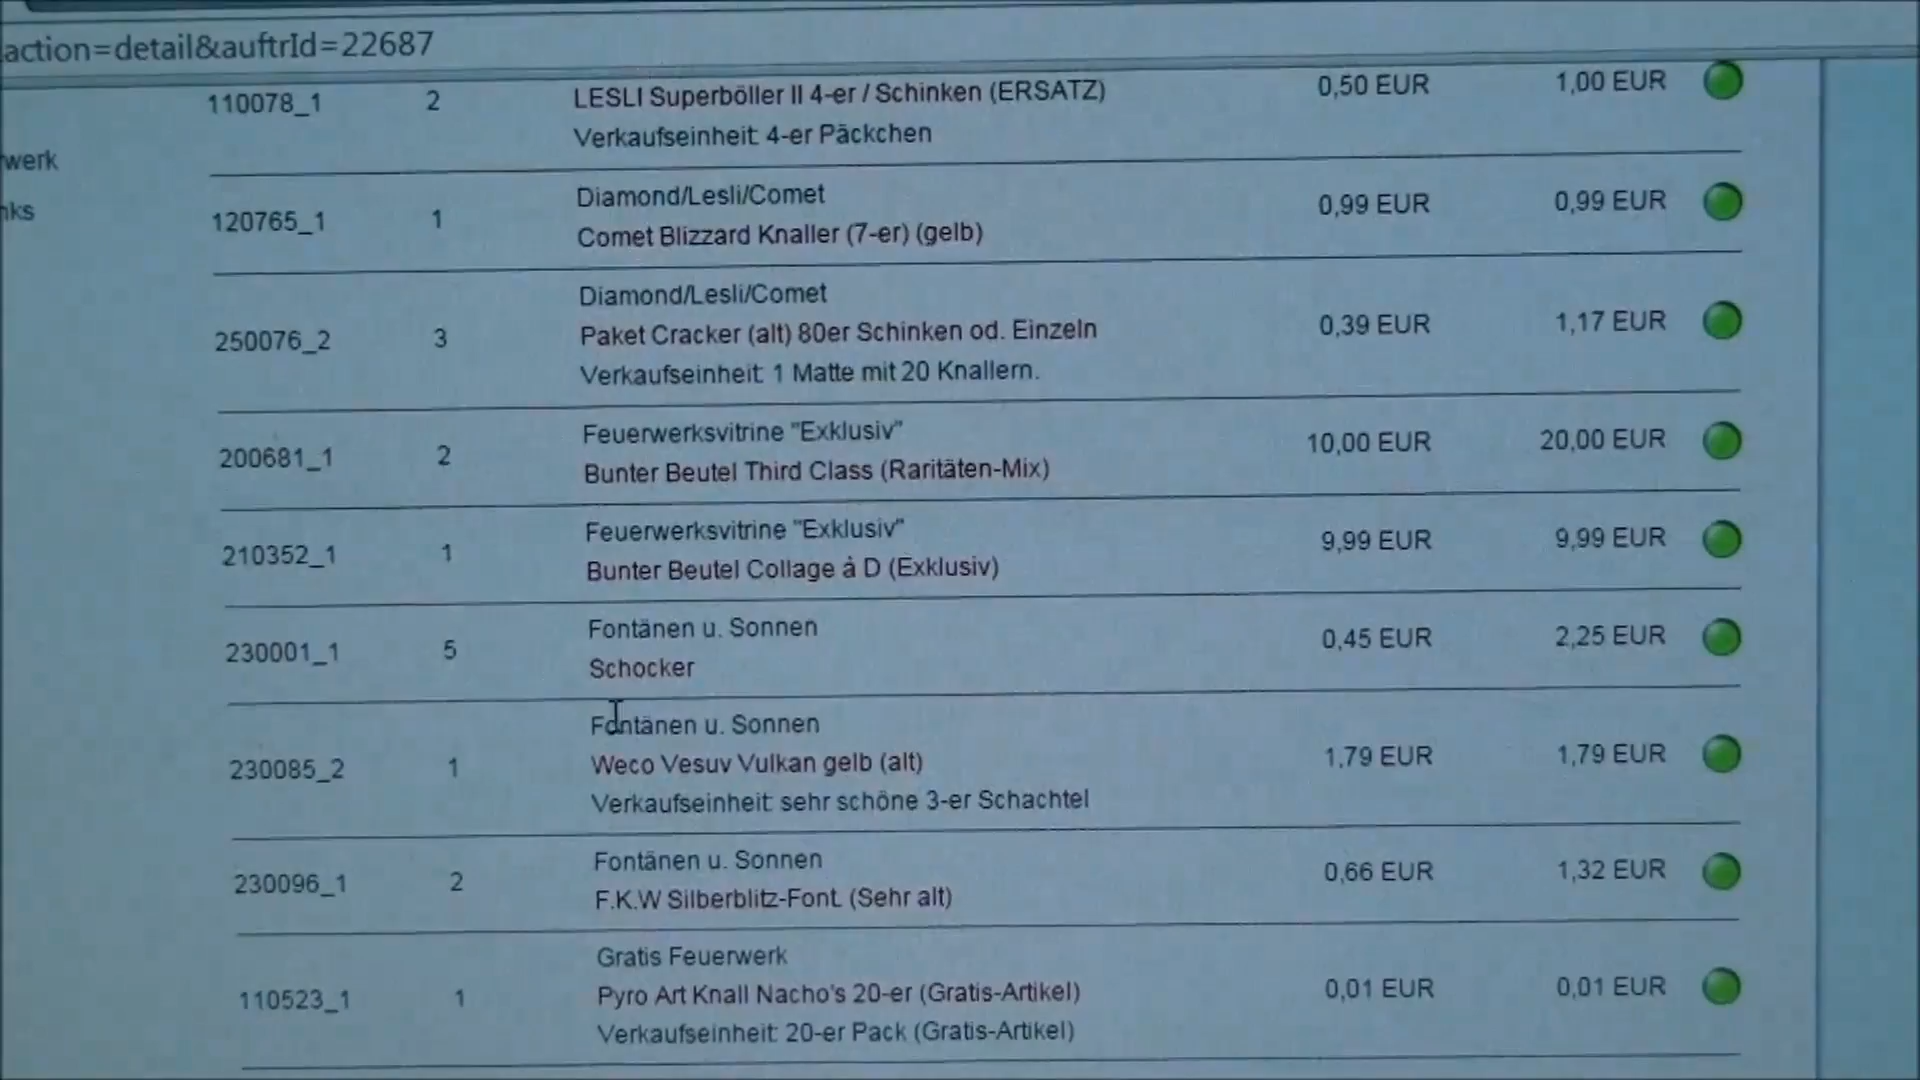 action=detail&auftrId=22687
110078_1 2 LESLI Superböller II 4-er / Schinken (ERSATZ) 0,50 EUR 1,00 EUR
Verkaufseinheit: 4-er Päckchen
werk
nks
Diamond/Lesli/Comet
120765_1 1 Comet Blizzard Knaller (7-er) (gelb) 0,99 EUR 0,99 EUR
Diamond/Lesli/Comet
250076_2 3 Paket Cracker (alt) 80er Schinken od. Einzeln 0,39 EUR 1,17 EUR
Verkaufseinheit: 1 Matte mit 20 Knallern.
Feuerwerksvitrine "Exklusiv"
200681_1 2 Bunter Beutel Third Class (Raritäten-Mix) 10,00 EUR 20,00 EUR
Feuerwerksvitrine "Exklusiv"
210352_1 1 Bunter Beutel Collage à D (Exklusiv) 9,99 EUR 9,99 EUR
Fontänen u. Sonnen
230001_1 5 Schocker 0,45 EUR 2,25 EUR
Fontänen u. Sonnen
230085_2 1 Weco Vesuv Vulkan gelb (alt) 1,79 EUR 1,79 EUR
Verkaufseinheit: sehr schöne 3-er Schachtel
Fontänen u. Sonnen
230096_1 2 F.K.W Silberblitz-Font. (Sehr alt) 0,66 EUR 1,32 EUR
Gratis Feuerwerk
110523_1 1 Pyro Art Knall Nacho's 20-er (Gratis-Artikel) 0,01 EUR 0,01 EUR
Verkaufseinheit: 20-er Pack (Gratis-Artikel)